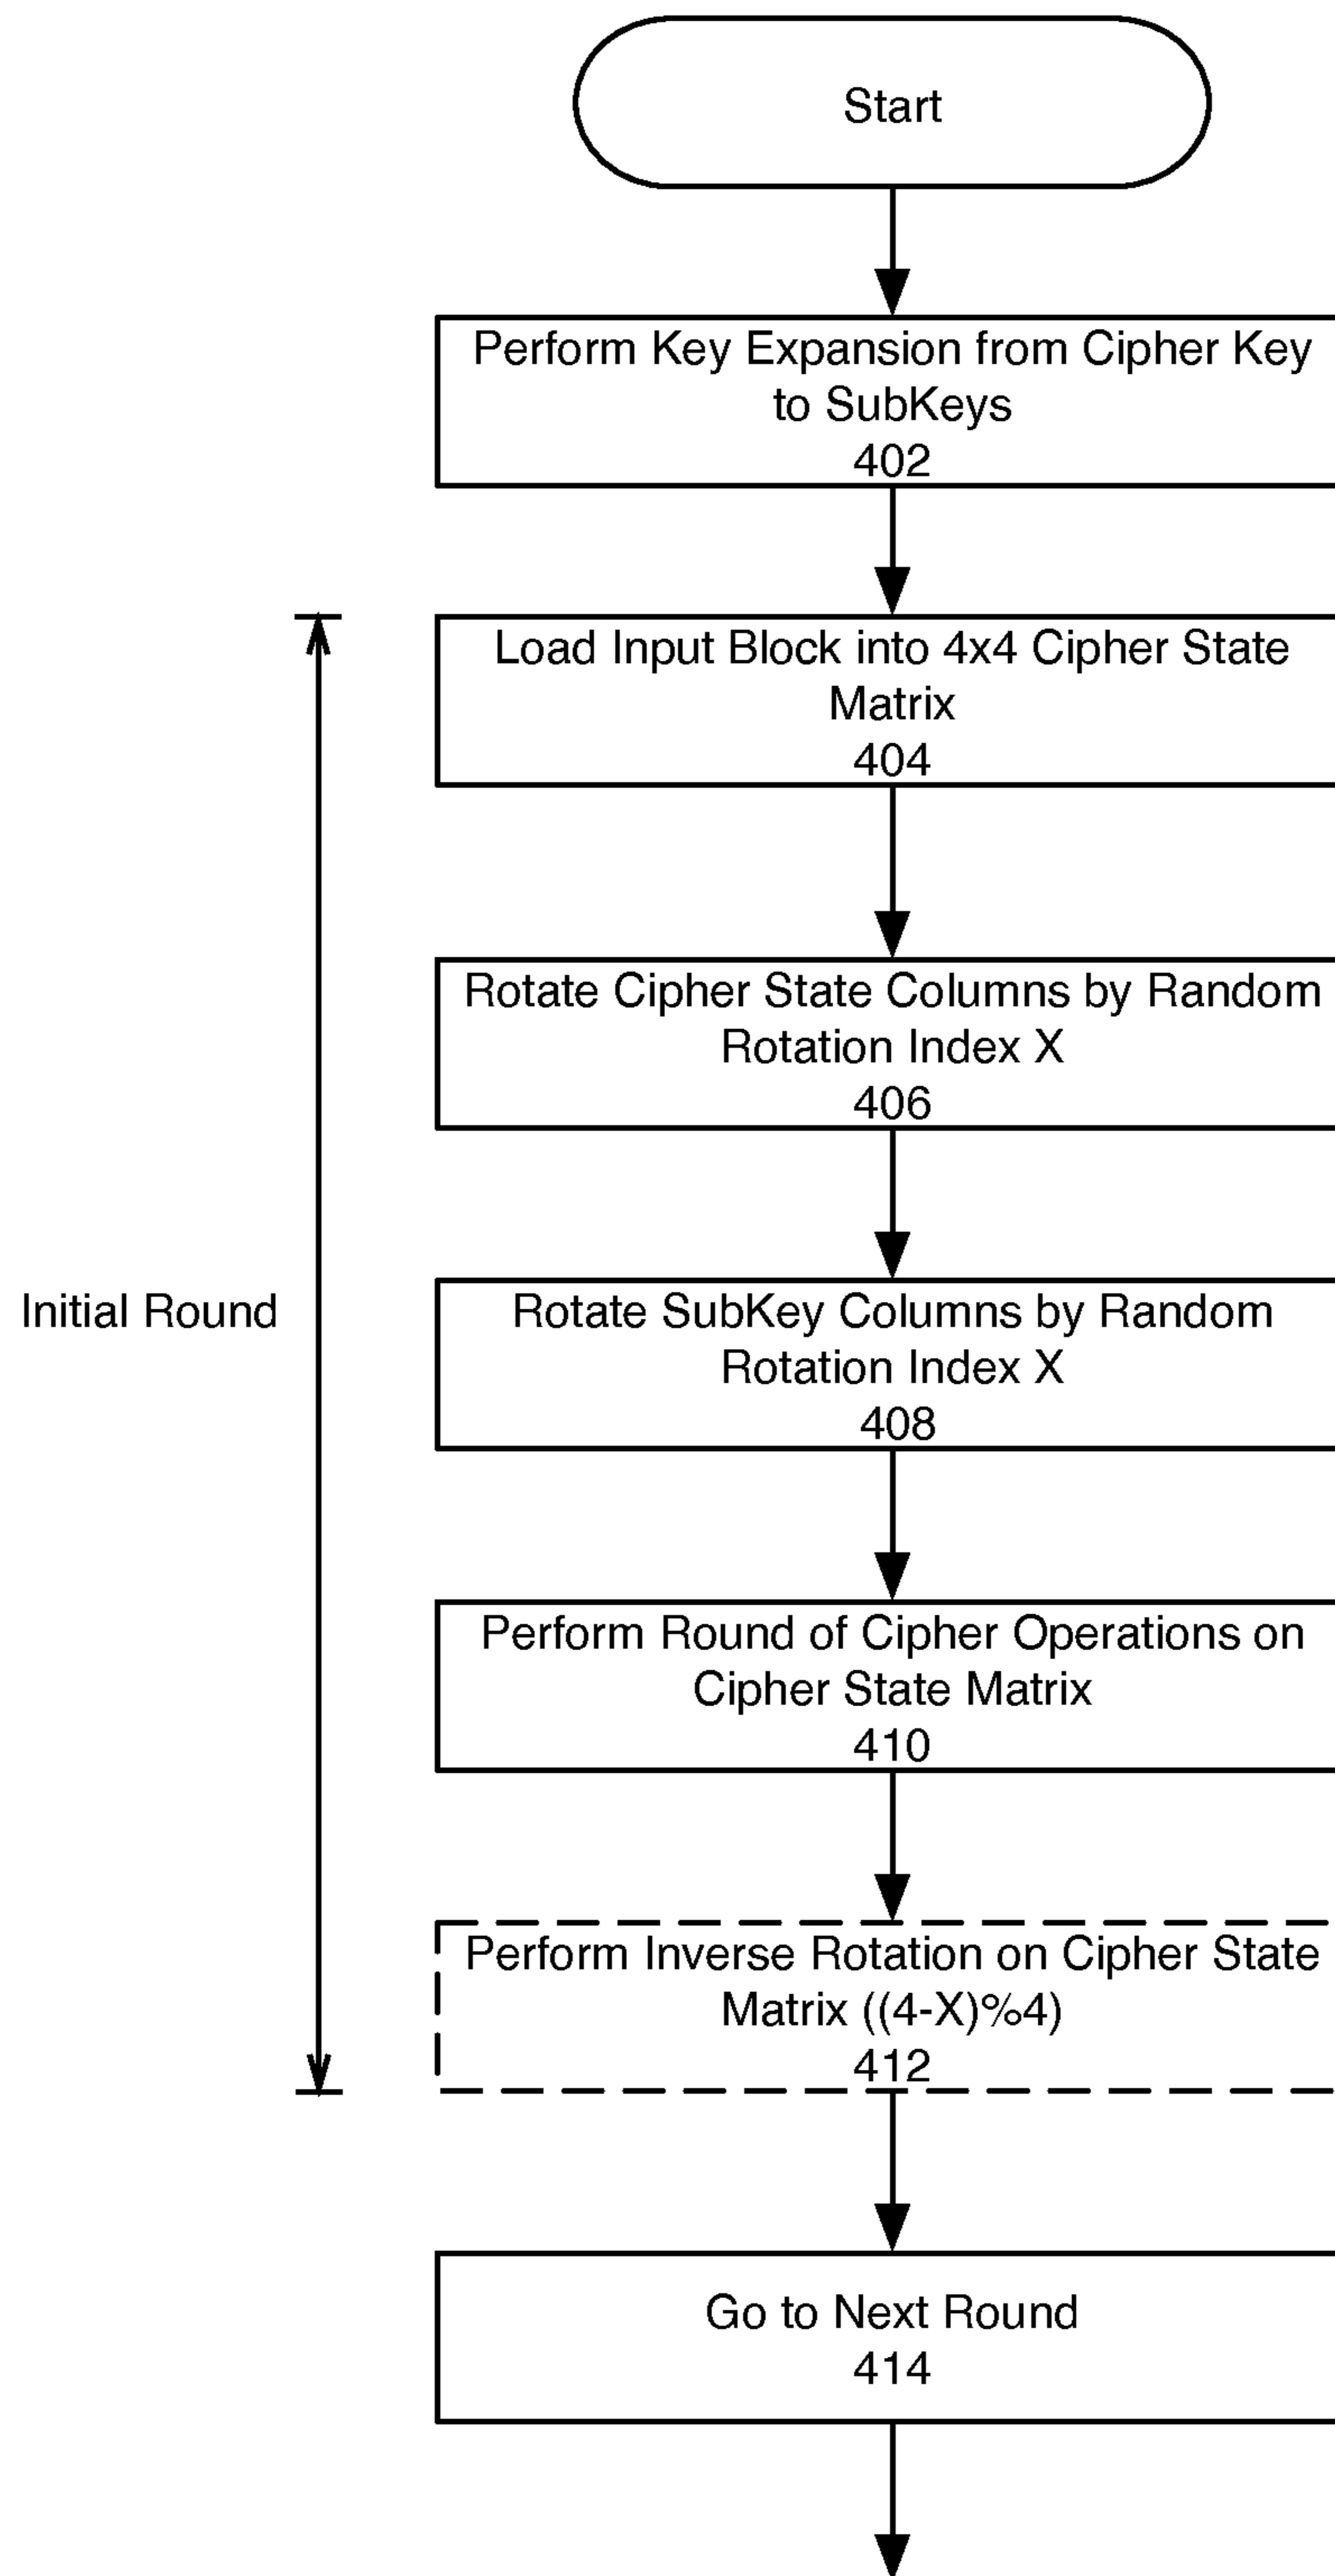 Start
Perform Key Expansion from Cipher Key
to SubKeys
402
Load Input Block into 4x4 Cipher State
Matrix
404
Rotate Cipher State Columns by Random
Rotation Index X
406
Initial Round
Rotate SubKey Columns by Random
Rotation Index X
408
Perform Round of Cipher Operations on
Cipher State Matrix
410
Perform Inverse Rotation on Cipher State
Matrix ((4-X)%4)
412
Go to Next Round
414